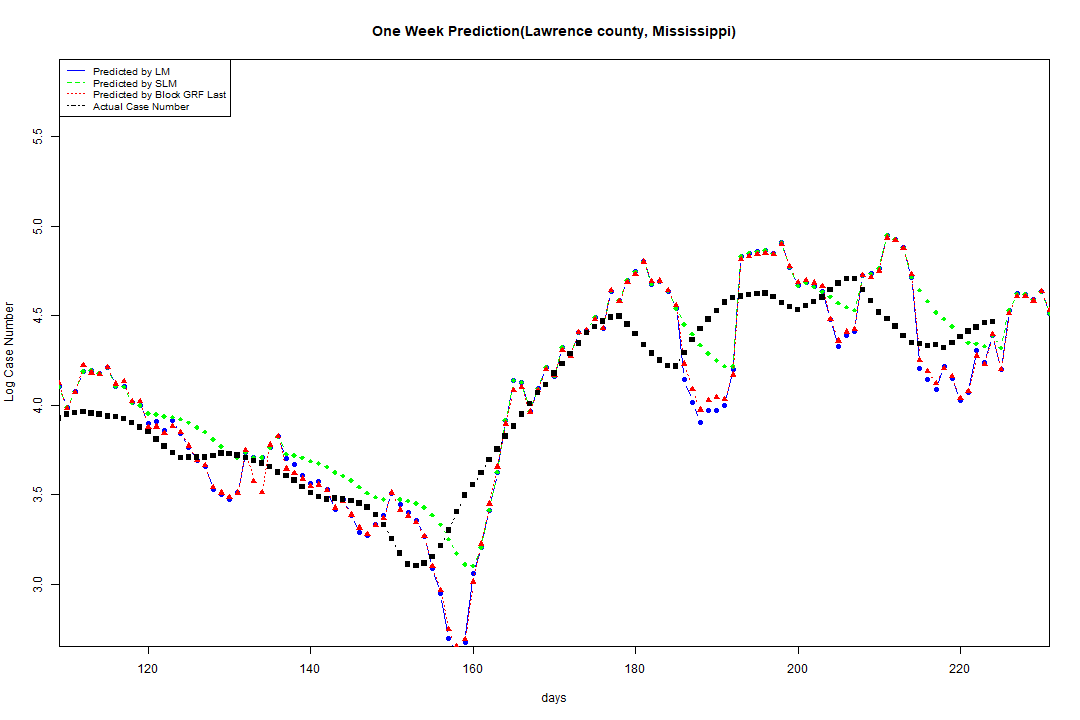 One Week Prediction(Lawrence county, Mississippi)
Predicted by LM
Predicted by SLM
Predicted by Block GRF Last
Actual Case Number
5.5
5.0
4.5
4.0
3.5
3.0
Log Case Number
120 140 160 180 200 220
days